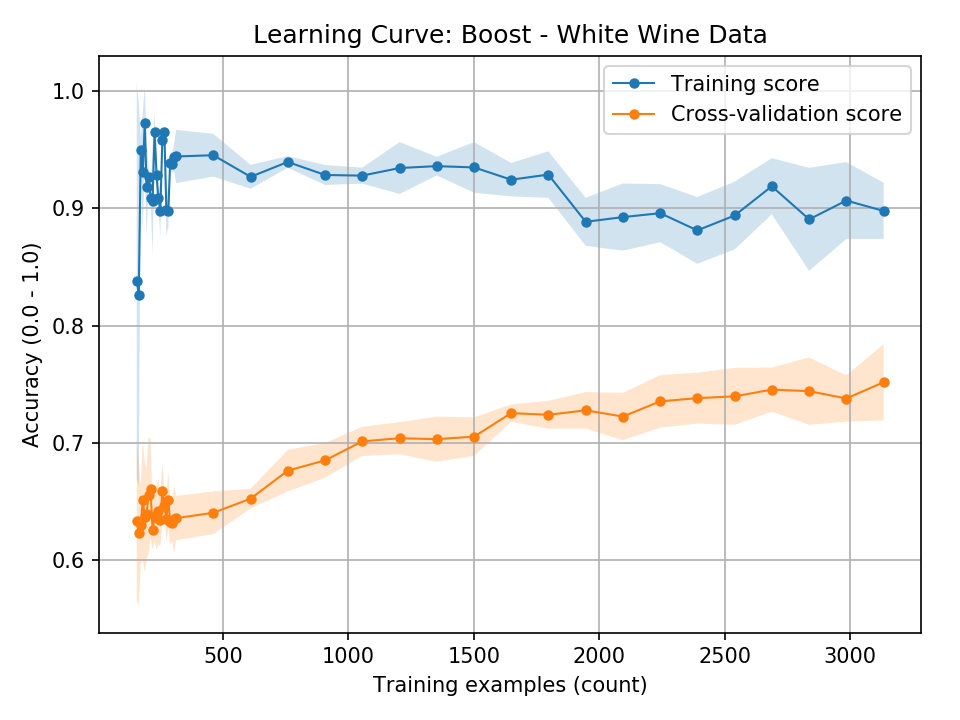 Learning Curve: Boost - White Wine Data
Training score
Cross-validation score
Accuracy (0.0 - 1.0)
1.0
0.9
0.8
0.7
0.6
500 1000 1500 2000 2500 3000
Training examples (count)